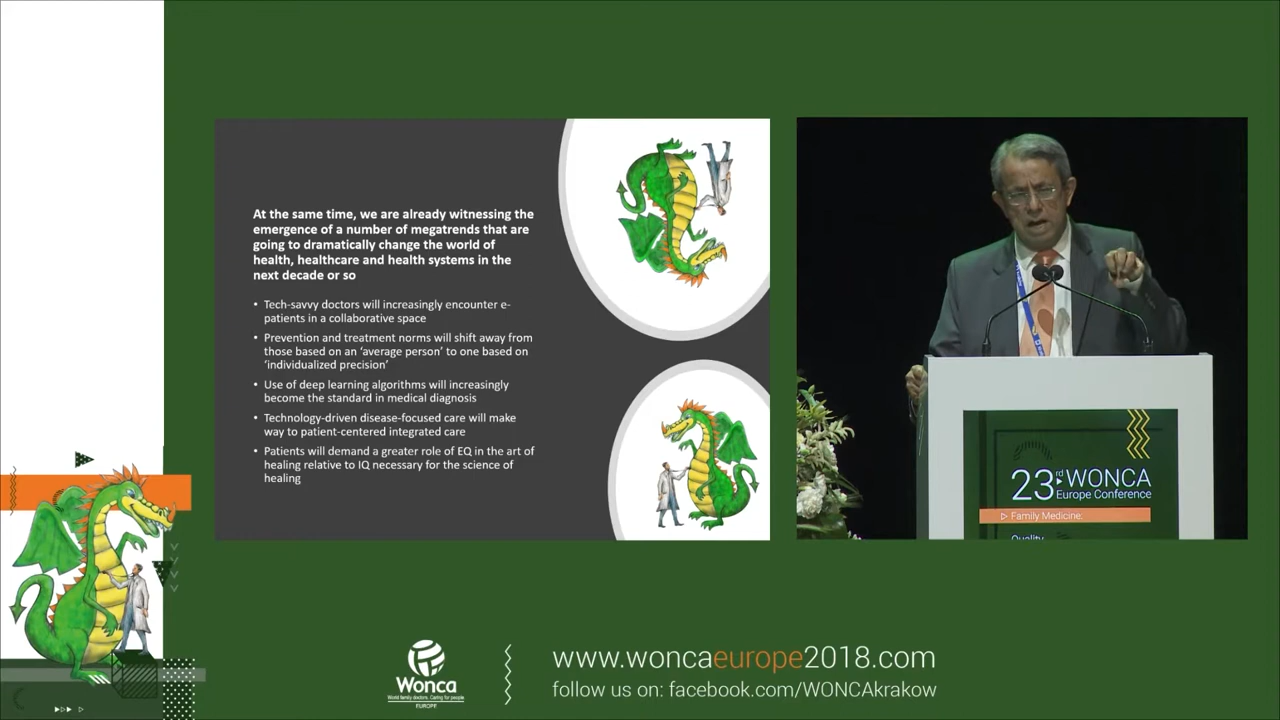 At the same time, we are already witnessing the
emergence of a number of megatrends that are
going to dramatically change the world of
health, healthcare and health systems in the
next decade or so
• Tech-savvy doctors will increasingly encounter e-
patients in a collaborative space
• Prevention and treatment norms will shift away from
those based on an ‘average person’ to one based on
‘individualized precision’
• Use of deep learning algorithms will increasingly
become the standard in medical diagnosis
• Technology-driven disease-focused care will make
way to patient-centered integrated care
• Patients will demand a greater role of EQ in the art of
healing relative to IQ necessary for the science of
healing
23rd WONCA
Europe Conference
Family Medicine:
Quality
Wonca
World family doctors. Caring for people.
EUROPE
www.woncaeurope2018.com
follow us on: facebook.com/WONCAkrakow